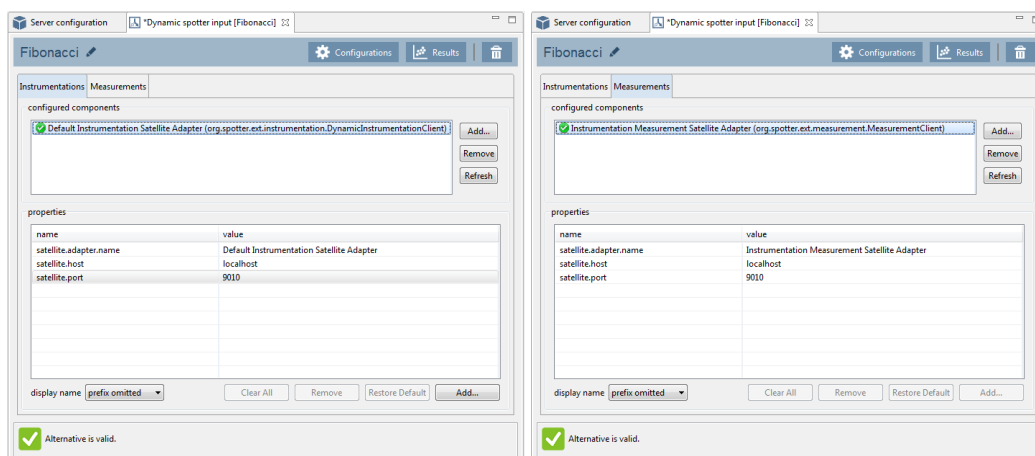 Server configuration
*Dynamic spotter input [Fibonacci]
Fibonacci
Configurations
Results
Instrumentations Measurements
configured components
Default Instrumentation Satellite Adapter (org.spotter.ext.instrumentation.DynamicInstrumentationClient)
Add...
Remove
Refresh
properties
name value
satellite.adapter.name Default Instrumentation Satellite Adapter
satellite.host localhost
satellite.port 9010
display name prefix omitted Clear All Remove Restore Default Add...
Alternative is valid.
Server configuration
*Dynamic spotter input [Fibonacci]
Fibonacci
Configurations
Results
Instrumentations Measurements
configured components
Instrumentation Measurement Satellite Adapter (org.spotter.ext.measurement.MeasurementClient)
Add...
Remove
Refresh
properties
name value
satellite.adapter.name Instrumentation Measurement Satellite Adapter
satellite.host localhost
satellite.port 9010
display name prefix omitted Clear All Remove Restore Default Add...
Alternative is valid.